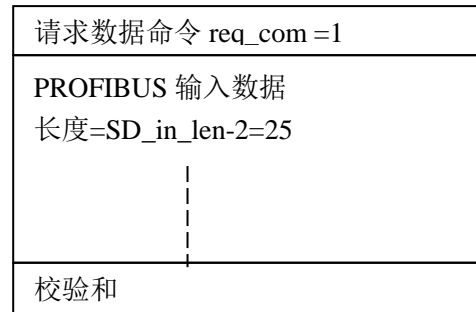 请求数据命令 req_com =1
PROFIBUS 输入数据
长度=SD_in_len-2=25
校验和